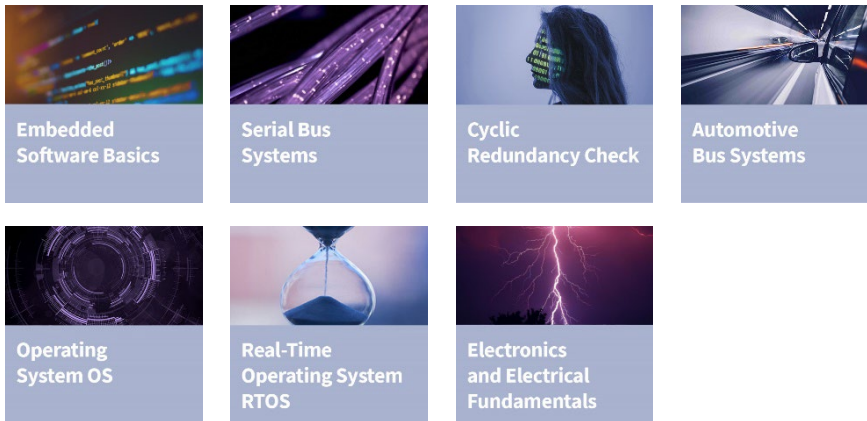 Embedded
Software Basics
Serial Bus
Systems
Cyclic
Redundancy Check
Automotive
Bus Systems
Operating
System OS
Real-Time
Operating System
RTOS
Electronics
and Electrical
Fundamentals